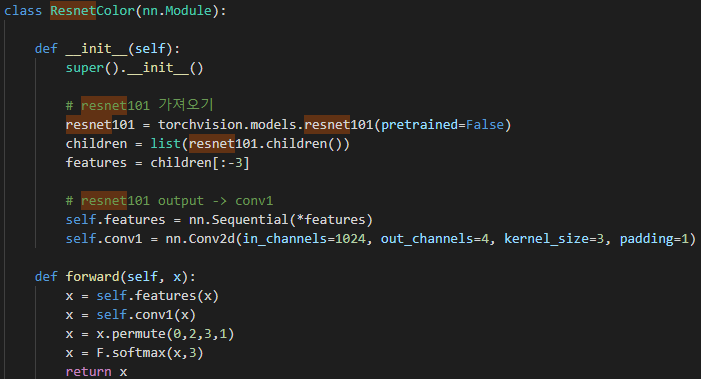 class ResnetColor(nn.Module):
def __init__(self):
super().__init__()
# resnet101 가져오기
resnet101 = torchvision.models.resnet101(pretrained=False)
children = list(resnet101.children())
features = children[:-3]
# resnet101 output -> conv1
self.features = nn.Sequential(*features)
self.conv1 = nn.Conv2d(in_channels=1024, out_channels=4, kernel_size=3, padding=1)
def forward(self, x):
x = self.features(x)
x = self.conv1(x)
x = x.permute(0,2,3,1)
x = F.softmax(x,3)
return x